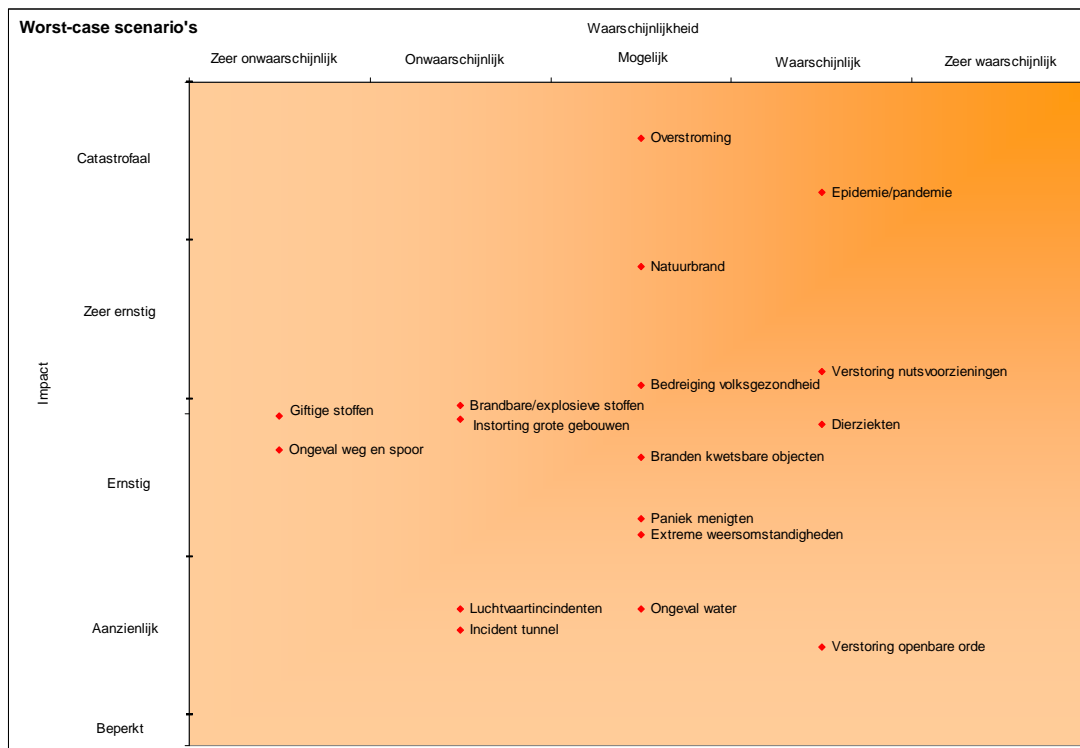 Worst-case scenario's
Waarschijnlijkheid
Zeer onwaarschijnlijk
Onwaarschijnlijk
Mogelijk
Waarschijnlijk
Zeer waarschijnlijk
Impact
Catastrofaal
Overstroming
Epidemie/pandemie
Natuurbrand
Zeer ernstig
Verstoring nutsvoorzieningen
Bedreiging volksgezondheid
Giftige stoffen
Brandbare/explosieve stoffen
Instorting grote gebouwen
Dierziekten
Ongeval weg en spoor
Branden kwetsbare objecten
Ernstig
Paniek menigten
Extreme weersomstandigheden
Luchtvaartincidenten
Ongeval water
Aanzienlijk
Incident tunnel
Verstoring openbare orde
Beperkt